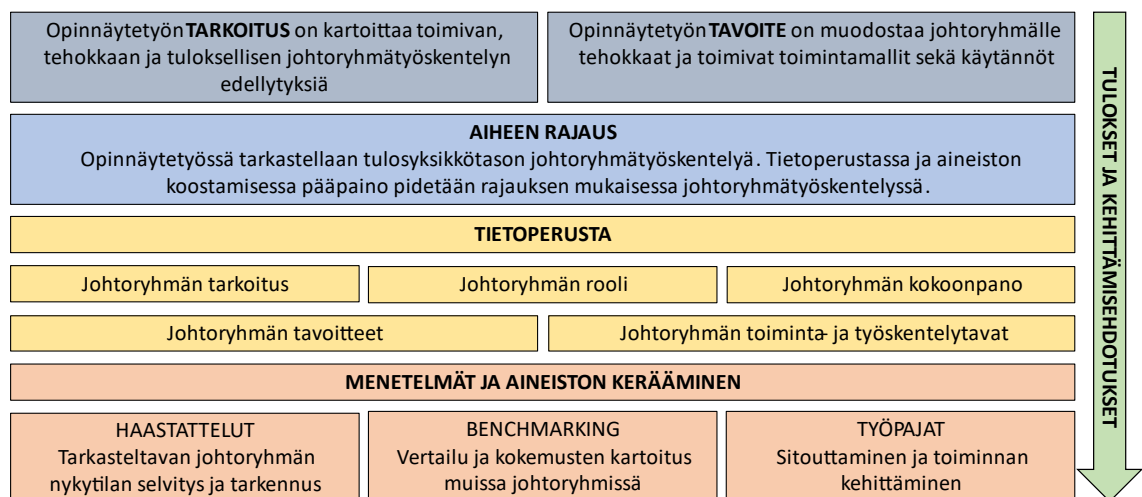 Opinnäytetyön TARKOITUS on kartoittaa toimivan,
tehokkaan ja tuloksellisen johtoryhmätyöskentelyn
edellytyksiä
Opinnäytetyön TAVOITE on muodostaa johtoryhmälle
tehokkaat ja toimivat toimintamallit sekä käytännöt
AIHEEN RAJAUS
Opinnäytetyössä tarkastellaan tulosyksikkötason johtoryhmätyöskentelyä. Tietoperustassa ja aineiston
koostamisessa pääpaino pidetään rajauksen mukaisessa johtoryhmätyöskentelyssä.
TIETOPERUSTA
Johtoryhmän tarkoitus
Johtoryhmän rooli
Johtoryhmän kokoonpano
Johtoryhmän tavoitteet
Johtoryhmän toiminta- ja työskentelytavat
MENETELMÄT JA AINEISTON KERÄÄMINEN
HAASTATTELUT
Tarkasteltavan johtoryhmän
nykytilan selvitys ja tarkennus
BENCHMARKING
Vertailu ja kokemusten kartoitus
muissa johtoryhmissä
TYÖPAJAT
Sitouttaminen ja toiminnan
kehittäminen
TULOKSET JA KEHITTÄMISEHDOTUKSET